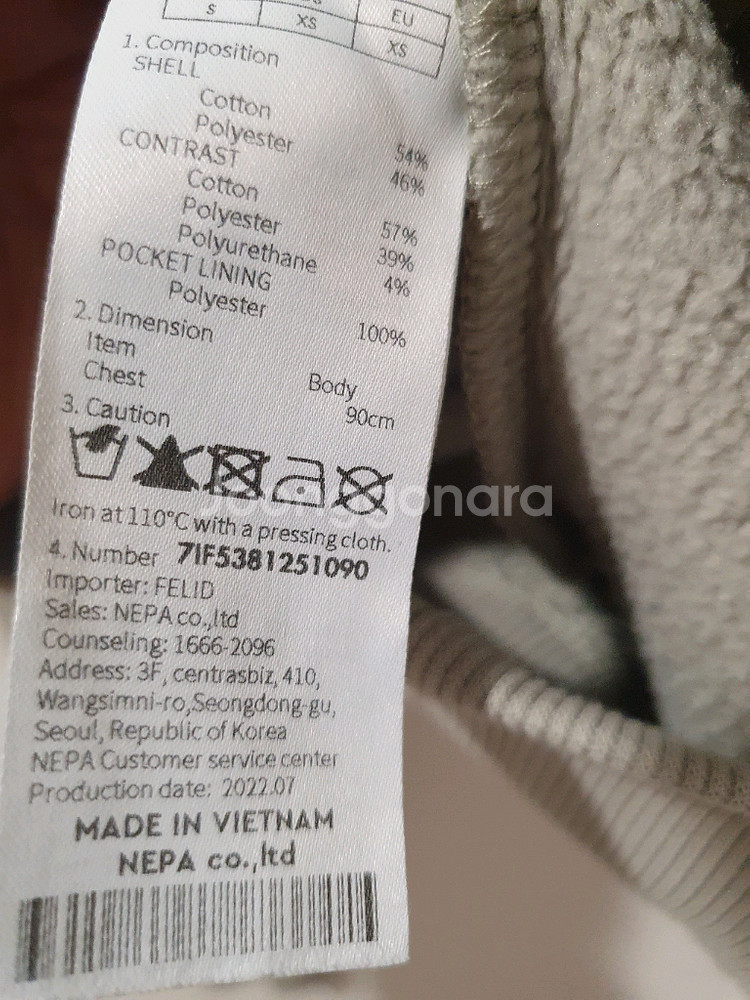 S XS EU
XS
1. Composition
SHELL
Cotton 54%
Polyester 46%
CONTRAST
Cotton 57%
Polyester 39%
Polyurethane 4%
POCKET LINING
Polyester 100%
2. Dimension
Item Body
Chest 90cm
3. Caution
Joonggonara
Iron at 110°C with a pressing cloth.
4. Number 7IF5381251090
Importer: FELID
Sales: NEPA co.,ltd
Counseling: 1666-2096
Address: 3F, centrasbiz, 410,
Wangsimni-ro,Seongdong-gu,
Seoul, Republic of Korea
NEPA Customer service center
Production date: 2022.07
MADE IN VIETNAM
NEPA co.,ltd